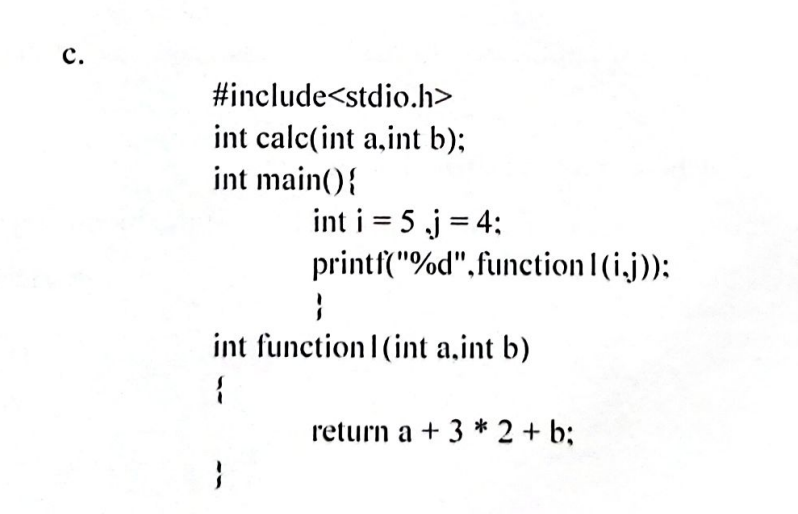 c.
#include<stdio.h>
int calc(int a,int b);
int main(){
int i = 5 ,j = 4;
printf("%d",function1(i,j));
}
int function1(int a,int b)
{
return a + 3 * 2 + b;
}